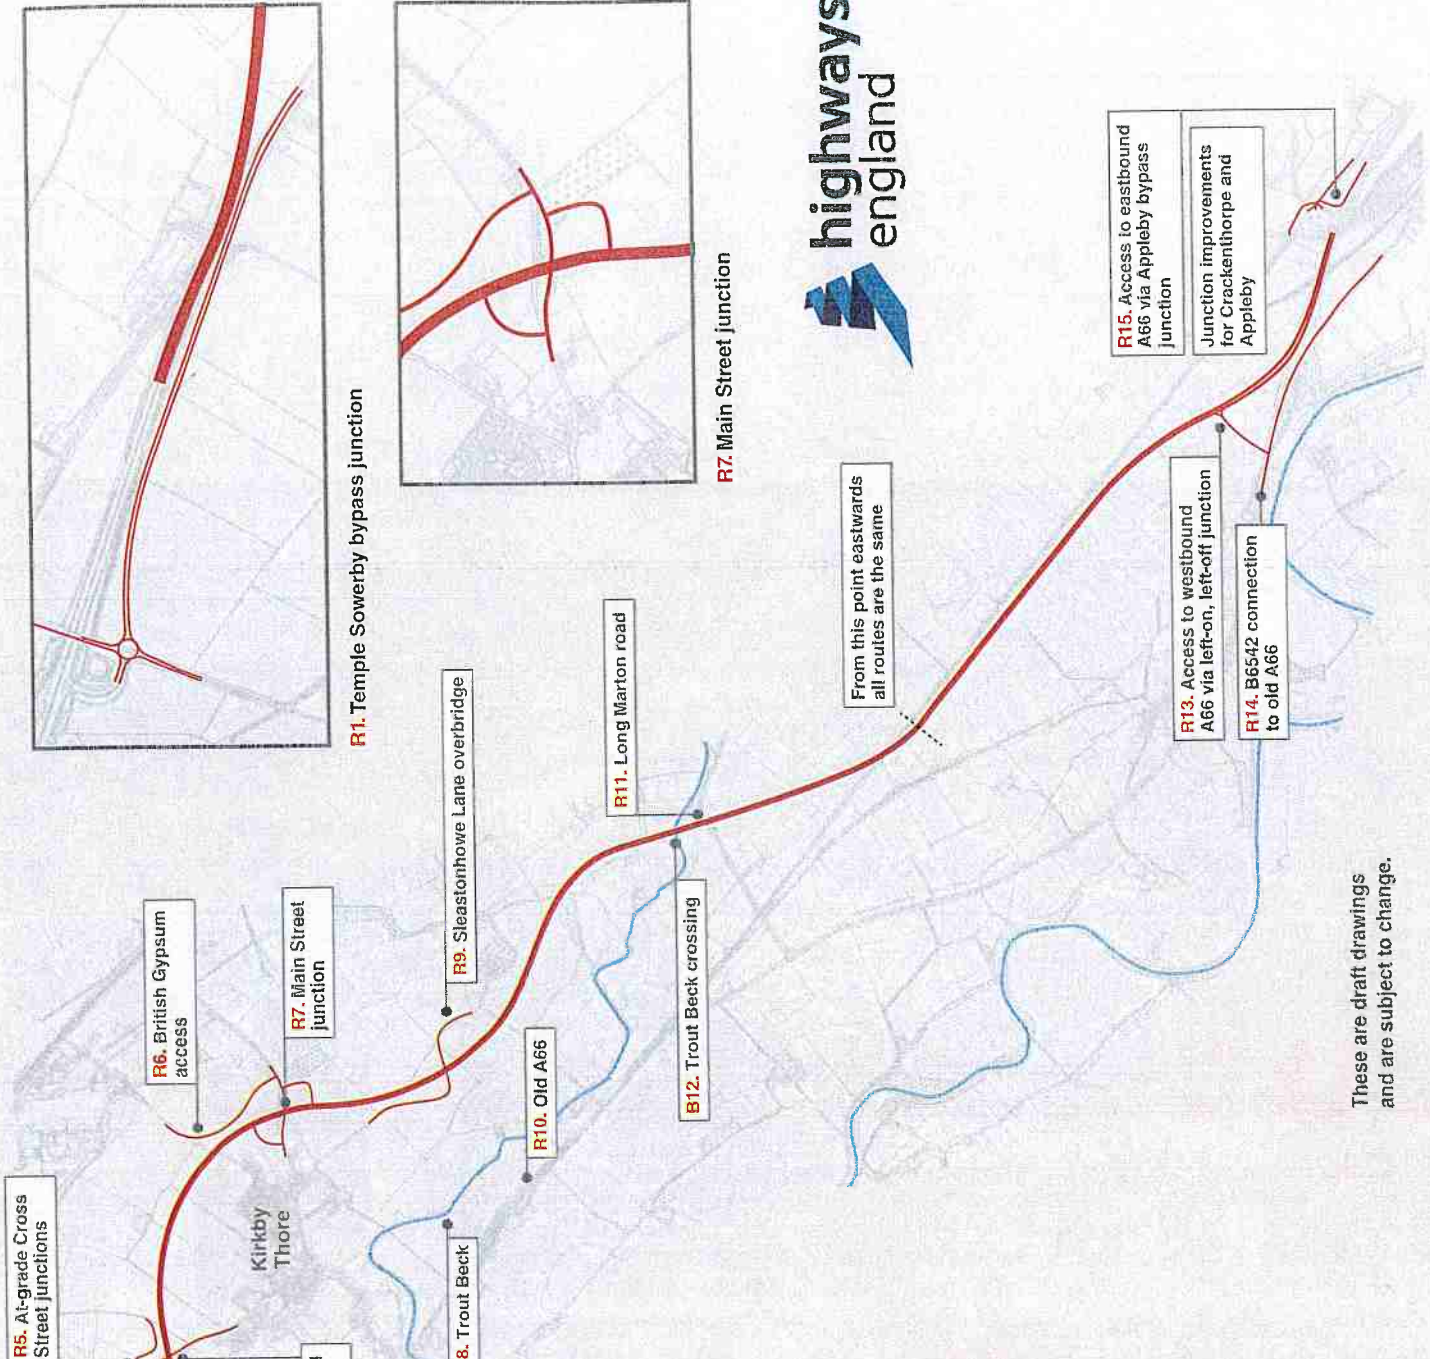 R1. Temple Sowerby bypass junction
R7. Main Street junction
highways
england
R5. At-grade Cross
Street junctions
R6. British Gypsum
access
R7. Main Street
junction
Kirkby
Thore
8. Trout Beck
R9. Sleastonhowe Lane overbridge
R10. Old A66
R11. Long Marton road
B12. Trout Beck crossing
From this point eastwards
all routes are the same
R13. Access to westbound
A66 via left-on, left-off junction
R14. B6542 connection
to old A66
R15. Access to eastbound
A66 via Appleby bypass
junction
Junction improvements
for Crackenthorpe and
Appleby
These are draft drawings
and are subject to change.